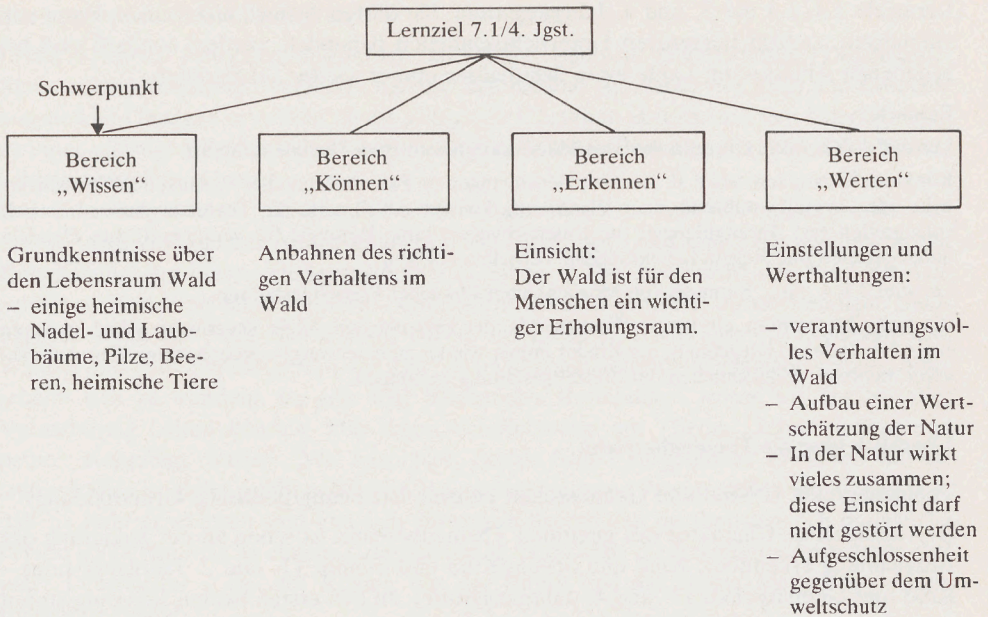 Lernziel 7.1/4. Jgst.
Schwerpunkt
Bereich
„Wissen“
Bereich
„Können“
Bereich
„Erkennen“
Bereich
„Werten“
Grundkenntnisse über
den Lebensraum Wald
– einige heimische
Nadel- und Laub-
bäume, Pilze, Bee-
ren, heimische Tiere
Anbahnen des richti-
gen Verhaltens im
Wald
Einsicht:
Der Wald ist für den
Menschen ein wichti-
ger Erholungsraum.
Einstellungen und
Werthaltungen:
– verantwortungsvol-
les Verhalten im
Wald
– Aufbau einer Wert-
schätzung der Natur
– In der Natur wirkt
vieles zusammen;
diese Einsicht darf
nicht gestört werden
– Aufgeschlossenheit
gegenüber dem Um-
weltschutz